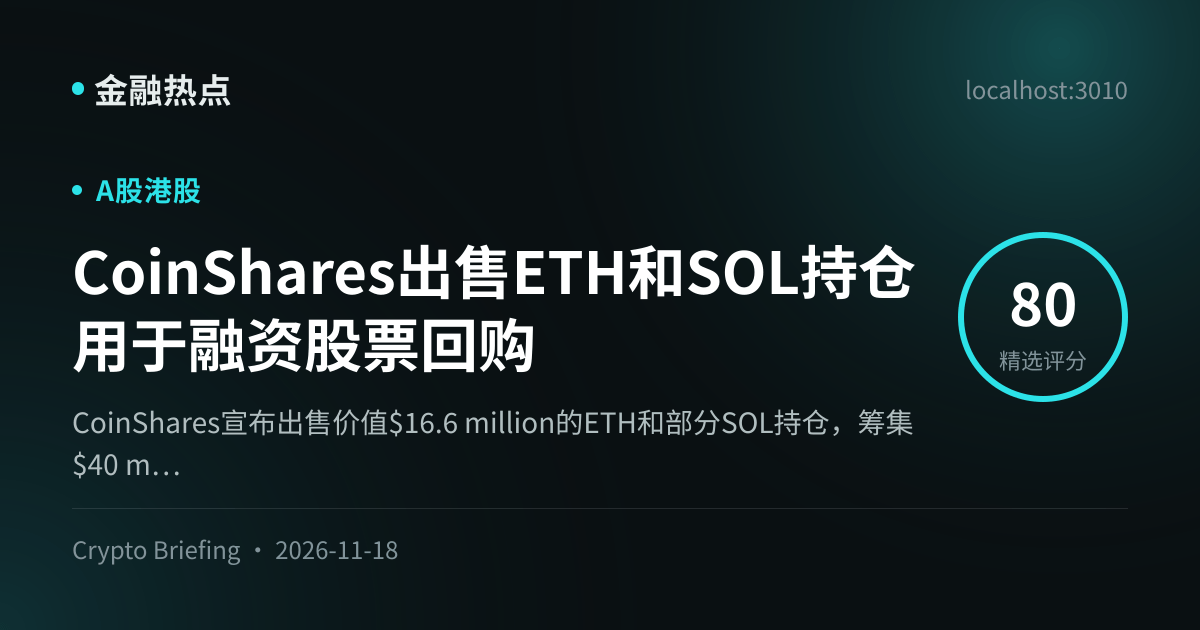 金融热点
localhost:3010
A股港股
CoinShares出售ETH和SOL持仓
用于融资股票回购
80
精选评分
CoinShares宣布出售价值$16.6 million的ETH和部分SOL持仓，筹集
$40 m…
Crypto Briefing · 2026-11-18